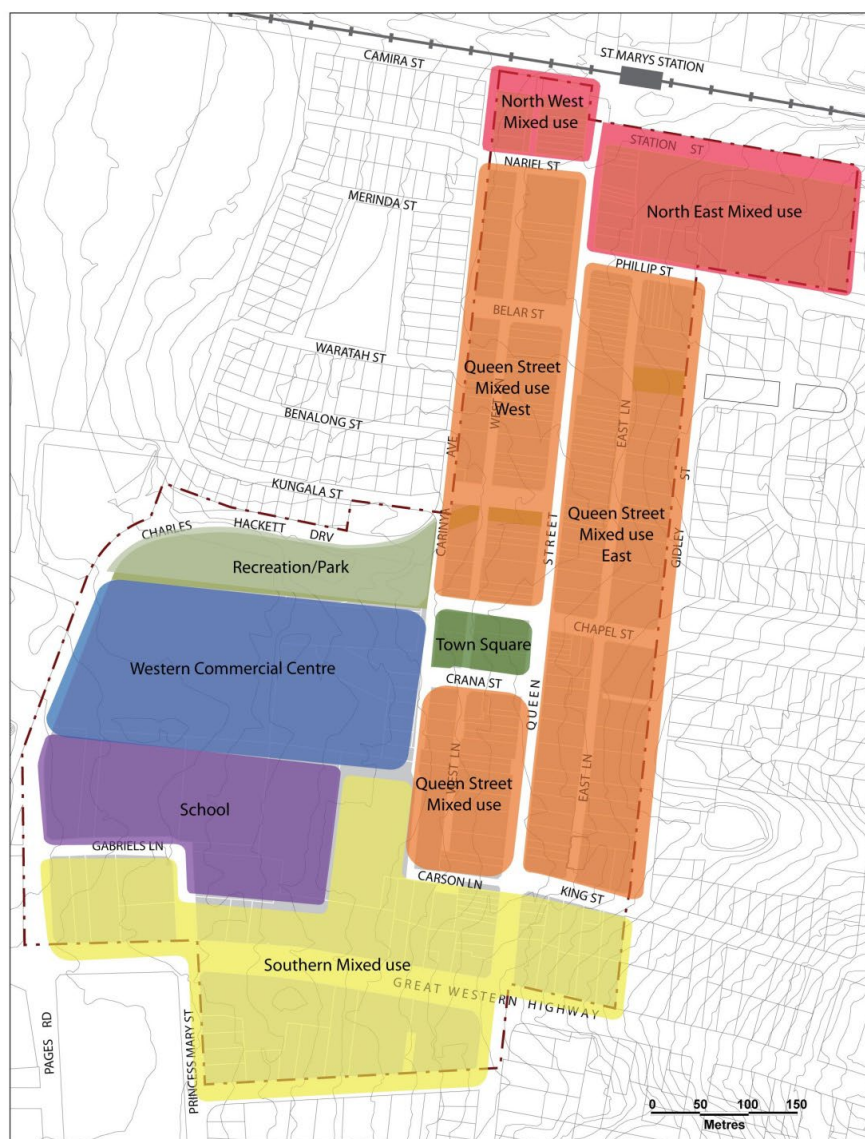 CAMIRA ST
ST MARYS STATION
North West
Mixed use
STATION ST
NARIEL ST
MERINDA ST
North East Mixed use
PHILLIP ST
BELAR ST
WARATAH ST
Queen Street
Mixed use
West
WEST LN
EAST LN
BENALONG ST
AVE
ST
KUNGALA ST
CARINYA
STREET
Queen Street
Mixed use
East
GIDLEY
CHARLES HACKETT DRV
Recreation/Park
CHAPEL ST
Town Square
Western Commercial Centre
CRANA ST
QUEEN
WEST LN
EAST LN
Queen Street
Mixed use
School
GABRIELS LN
CARSON LN
KING ST
Southern Mixed use
GREAT WESTERN HIGHWAY
PAGES RD
PRINCESS MARY ST
0 50 100 150
Metres